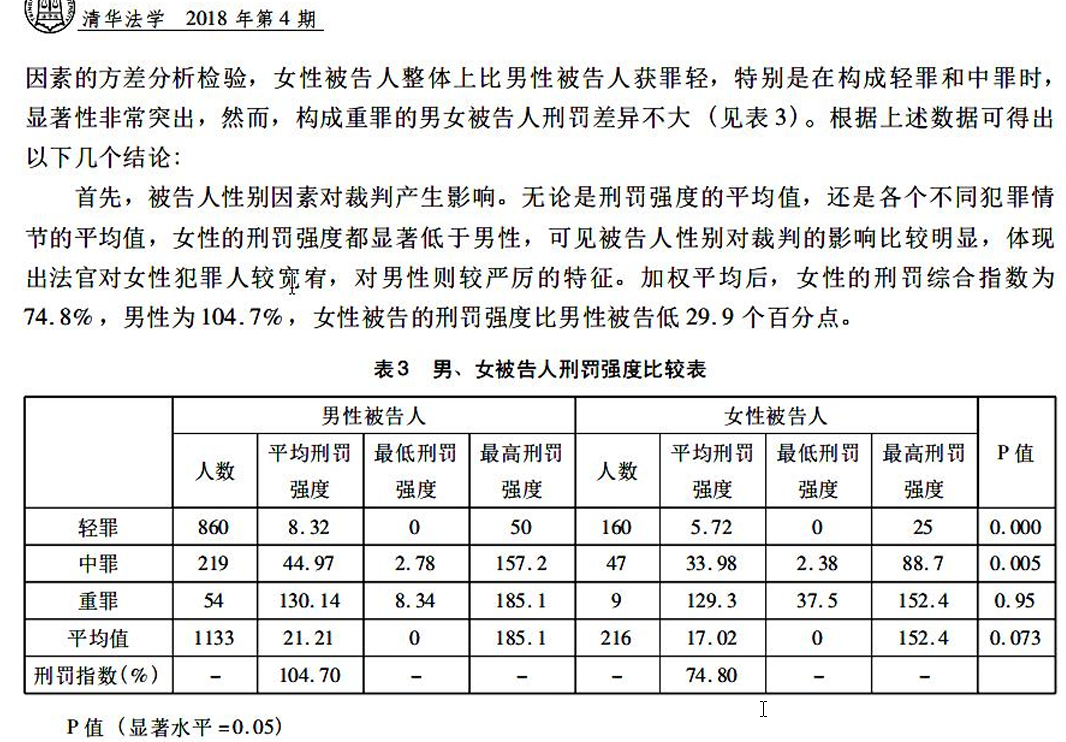 清华法学 2018年第4期
因素的方差分析检验，女性被告人整体上比男性被告人获罪轻，特别是在构成轻罪和中罪时，
显著性非常突出，然而，构成重罪的男女被告人刑罚差异不大（见表3）。根据上述数据可得出
以下几个结论：
首先，被告人性别因素对裁判产生影响。无论是刑罚强度的平均值，还是各个不同犯罪情
节的平均值，女性的刑罚强度都显著低于男性，可见被告人性别对裁判的影响比较明显，体现
出法官对女性犯罪人较宽宥，对男性则较严厉的特征。加权平均后，女性的刑罚综合指数为
74.8%，男性为104.7%，女性被告的刑罚强度比男性被告低29.9个百分点。
表3 男、女被告人刑罚强度比较表
男性被告人 女性被告人 P值
人数 平均刑罚强度 最低刑罚强度 最高刑罚强度 人数 平均刑罚强度 最低刑罚强度 最高刑罚强度
轻罪 860 8.32 0 50 160 5.72 0 25 0.000
中罪 219 44.97 2.78 157.2 47 33.98 2.38 88.7 0.005
重罪 54 130.14 8.34 185.1 9 129.3 37.5 152.4 0.95
平均值 1133 21.21 0 185.1 216 17.02 0 152.4 0.073
刑罚指数(%) - 104.70 - - - 74.80 - -
P值（显著水平=0.05）